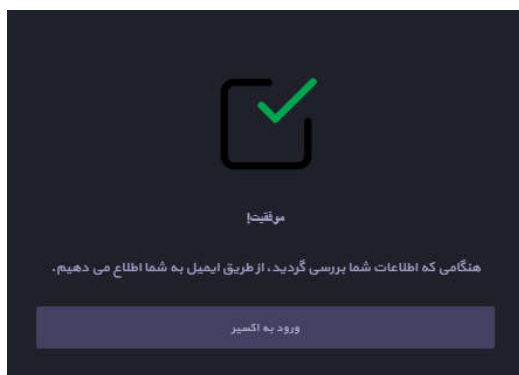 موفقیت!
هنگامی که اطلاعات شما بررسی گردید، از طریق ایمیل به شما اطلاع می دهیم.
ورود به اکسیر